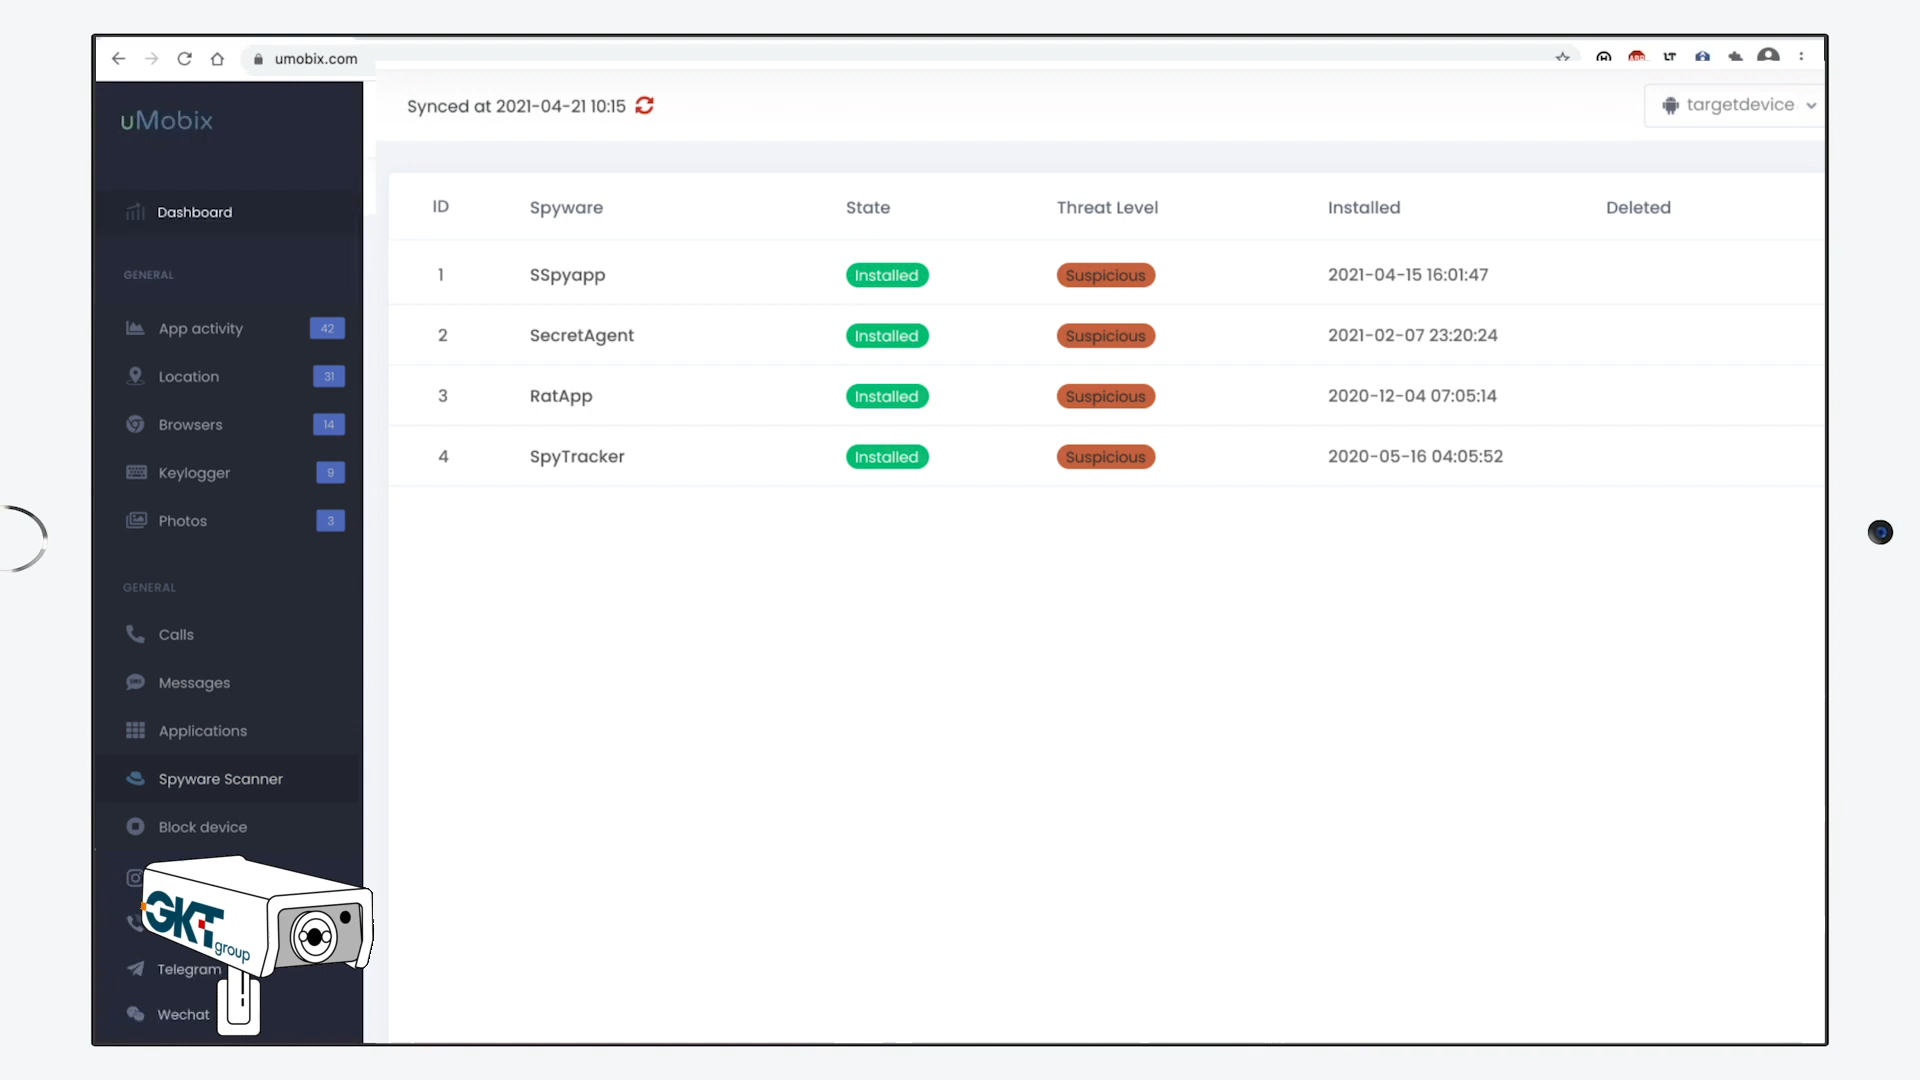 umobix.com
uMobix
Synced at 2021-04-21 10:15
targetdevice
Dashboard
GENERAL
App activity 42
Location 31
Browsers 14
Keylogger 9
Photos 3
GENERAL
Calls
Messages
Applications
Spyware Scanner
Block device
Telegram
Wechat
GKT
group
ID Spyware State Threat Level Installed Deleted
1 SSpyapp Installed Suspicious 2021-04-15 16:01:47
2 SecretAgent Installed Suspicious 2021-02-07 23:20:24
3 RatApp Installed Suspicious 2020-12-04 07:05:14
4 SpyTracker Installed Suspicious 2020-05-16 04:05:52